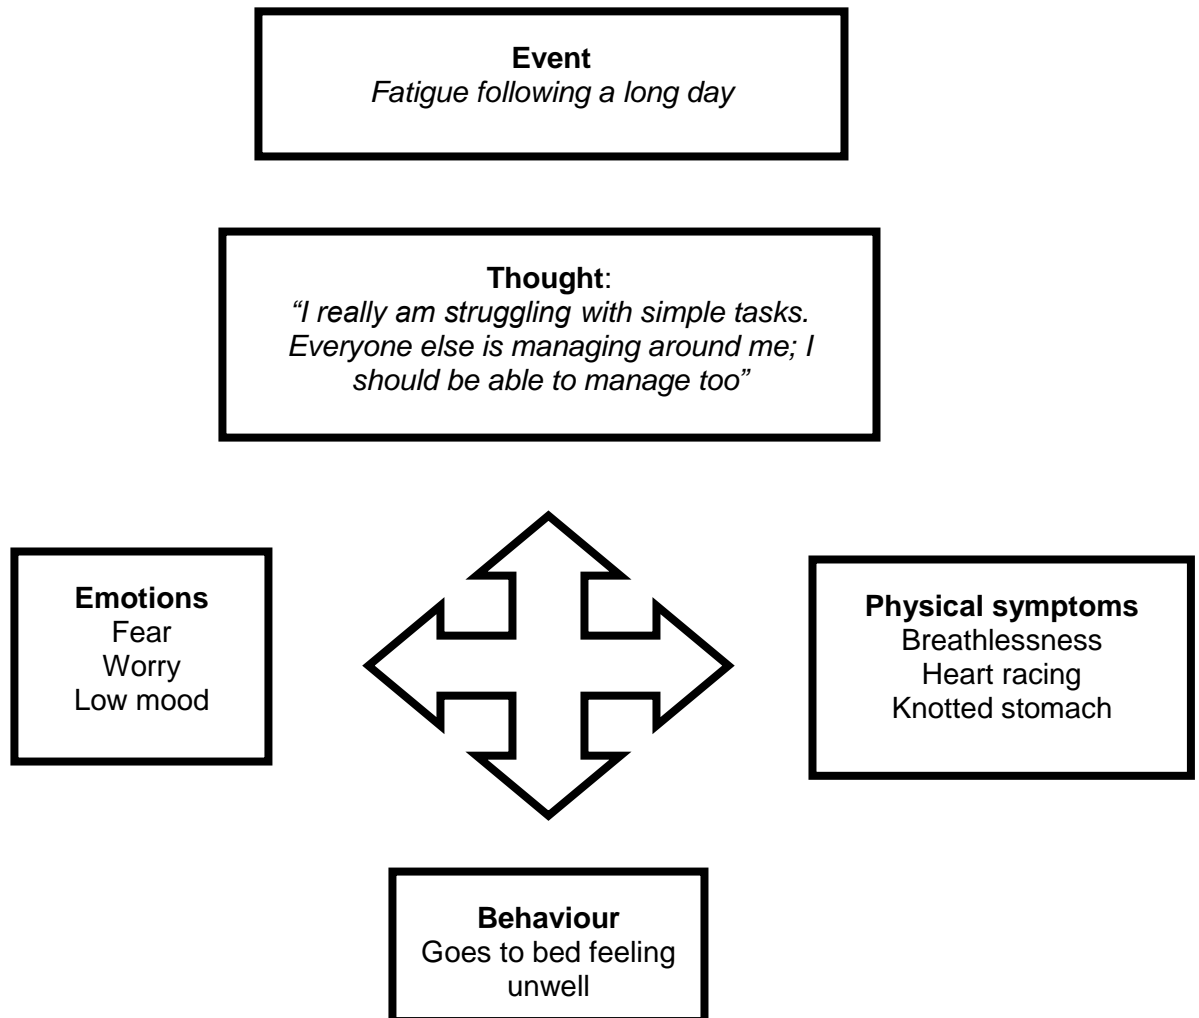 Event
Fatigue following a long day
Thought:
“I really am struggling with simple tasks.
Everyone else is managing around me; I
should be able to manage too”
Emotions
Fear
Worry
Low mood
Physical symptoms
Breathlessness
Heart racing
Knotted stomach
Behaviour
Goes to bed feeling
unwell